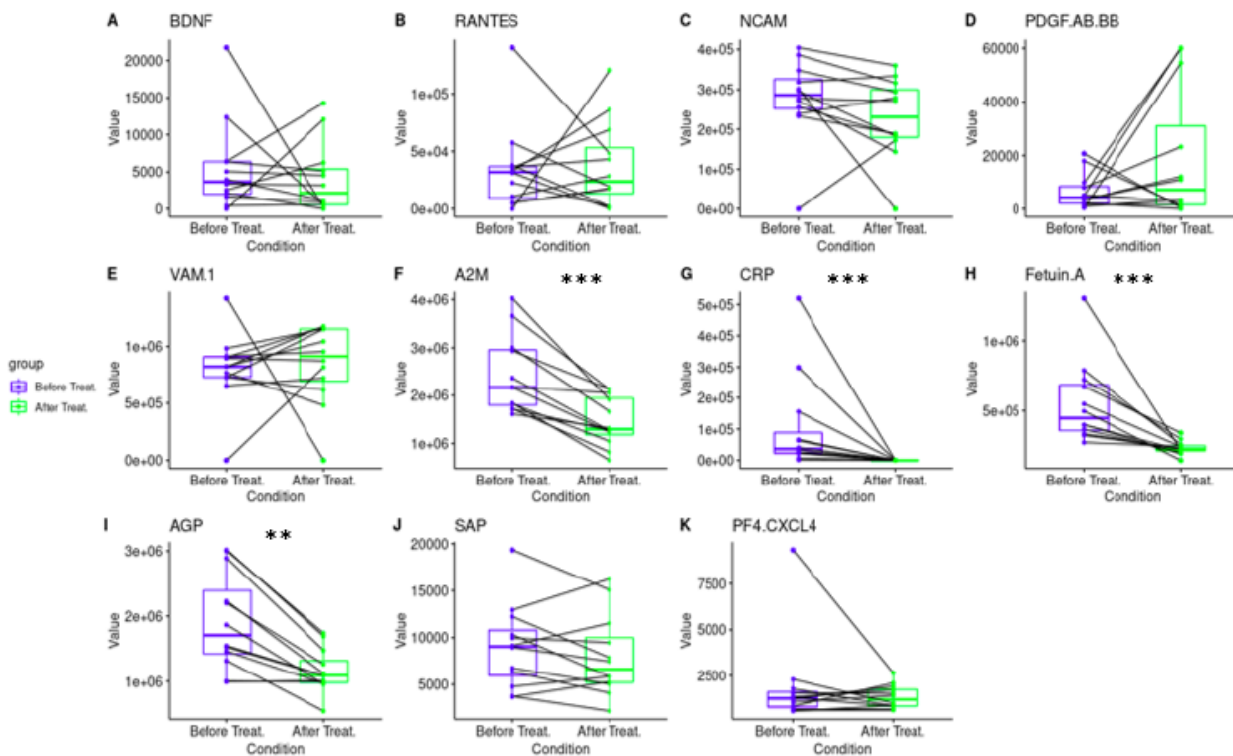 A BDNF
20000
15000
10000
5000
0
Value
Before Treat. After Treat.
Condition
B RANTES
1e+05
5e+04
0e+00
Value
Before Treat. After Treat.
Condition
C NCAM
4e+05
3e+05
2e+05
1e+05
0e+00
Value
Before Treat. After Treat.
Condition
D PDGF.AB.BB
60000
40000
20000
0
Value
Before Treat. After Treat.
Condition
group
Before Treat.
After Treat.
E VAM.1
1e+06
5e+05
0e+00
Value
Before Treat. After Treat.
Condition
F A2M ***
4e+06
3e+06
2e+06
1e+06
Value
Before Treat. After Treat.
Condition
G CRP ***
5e+05
4e+05
3e+05
2e+05
1e+05
0e+00
Value
Before Treat. After Treat.
Condition
H Fetuin.A ***
1e+06
5e+05
Value
Before Treat. After Treat.
Condition
I AGP **
3e+06
2e+06
1e+06
Value
Before Treat. After Treat.
Condition
J SAP
20000
15000
10000
5000
Value
Before Treat. After Treat.
Condition
K PF4.CXCL4
7500
5000
2500
Value
Before Treat. After Treat.
Condition